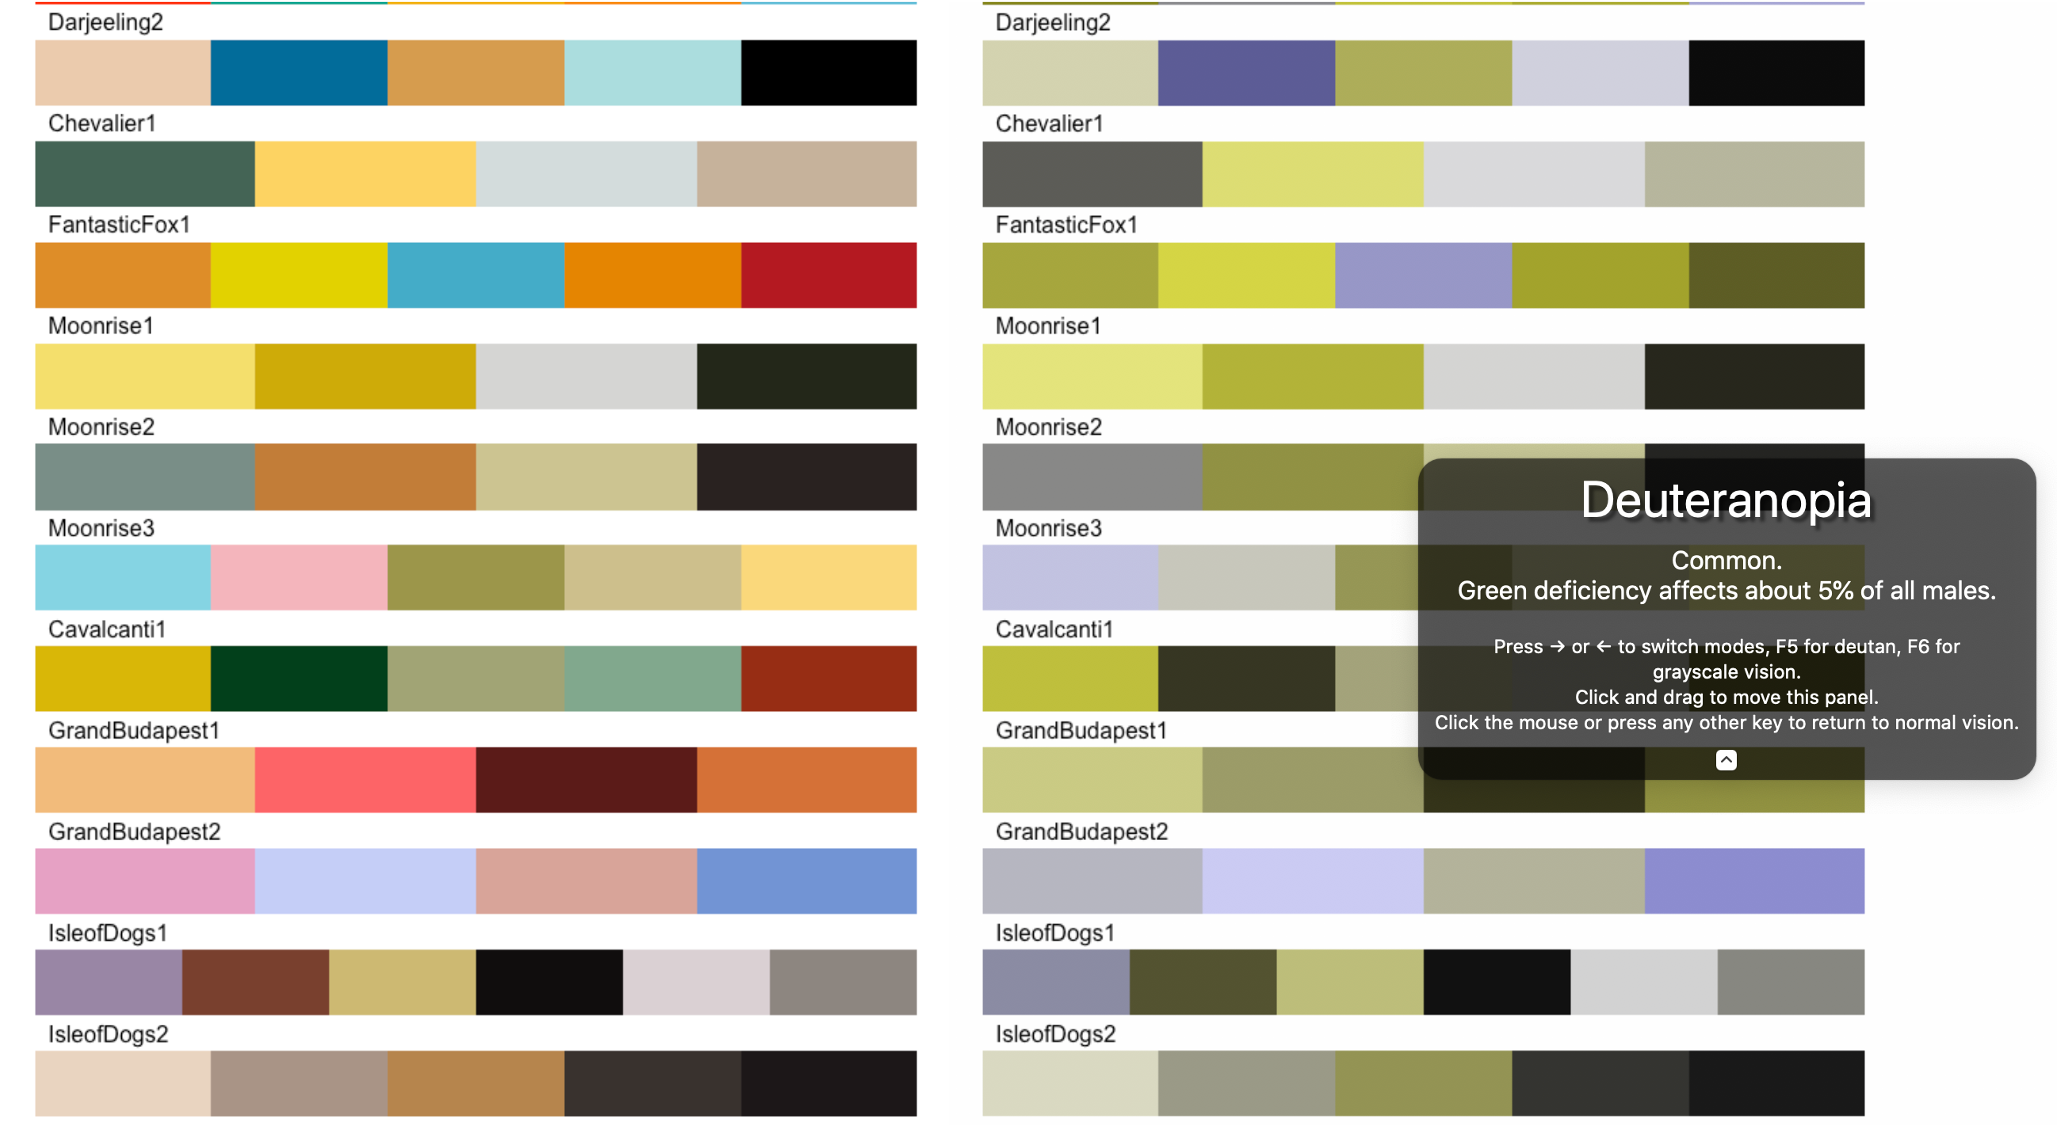 Darjeeling2
Chevalier1
FantasticFox1
Moonrise1
Moonrise2
Moonrise3
Cavalcanti1
GrandBudapest1
GrandBudapest2
IsleofDogs1
IsleofDogs2
Darjeeling2
Chevalier1
FantasticFox1
Moonrise1
Moonrise2
Moonrise3
Cavalcanti1
GrandBudapest1
GrandBudapest2
IsleofDogs1
IsleofDogs2
Deuteranopia
Common.
Green deficiency affects about 5% of all males.
Press → or ← to switch modes, F5 for deutan, F6 for
grayscale vision.
Click and drag to move this panel.
Click the mouse or press any other key to return to normal vision.